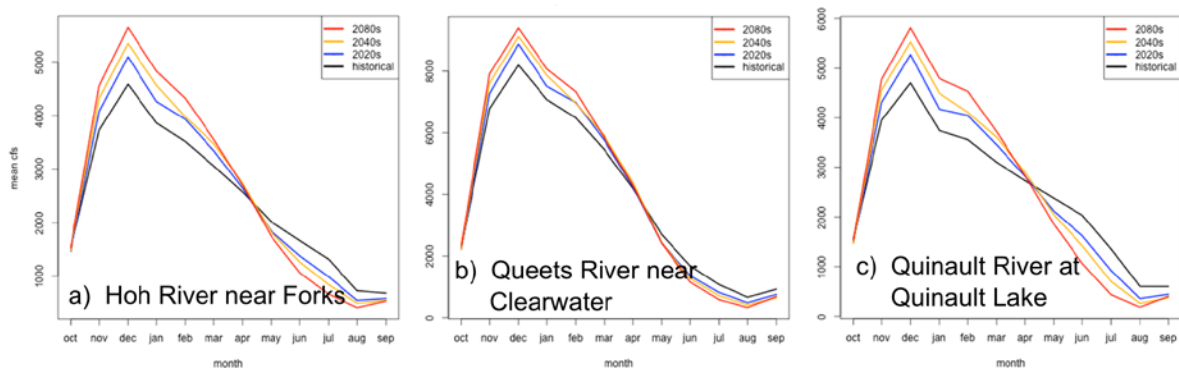 2080s
2040s
2020s
historical
mean cfs
5000
4000
3000
2000
1000
oct nov dec jan feb mar apr may jun jul aug sep
month
a) Hoh River near Forks
2080s
2040s
2020s
historical
8000
6000
4000
2000
0
oct nov dec jan feb mar apr may jun jul aug sep
month
b) Queets River near
Clearwater
2080s
2040s
2020s
historical
6000
5000
4000
3000
2000
1000
0
oct nov dec jan feb mar apr may jun jul aug sep
month
c) Quinault River at
Quinault Lake